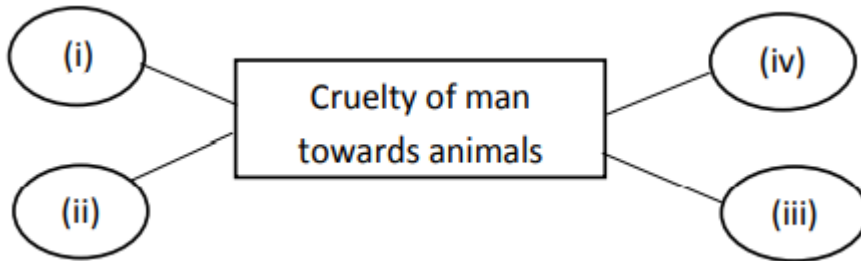 (i)
(iv)
Cruelty of man
towards animals
(ii)
(iii)